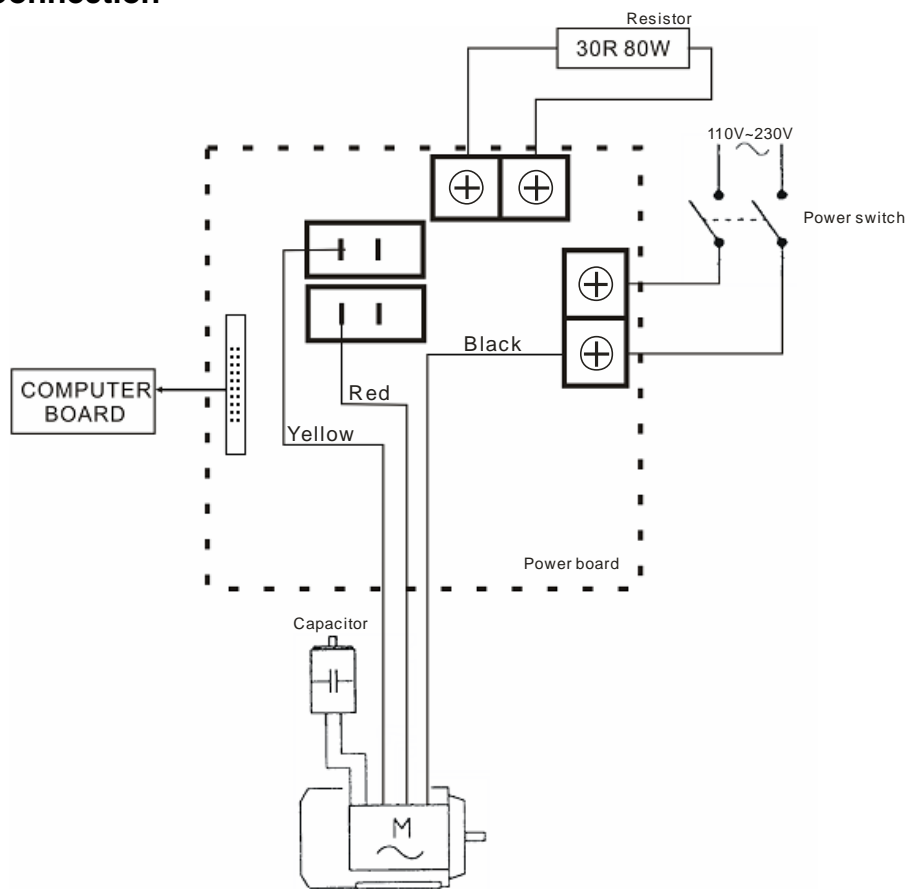 Resistor
30R 80W
110V~230V
Power switch
Black
Red
COMPUTER
BOARD
Yellow
Power board
Capacitor
M